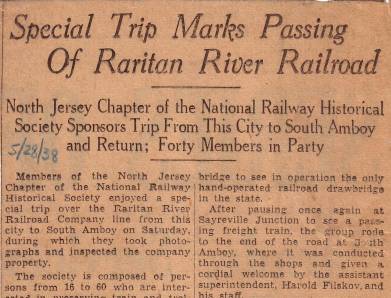 Special Trip Marks Passing
Of Raritan River Railroad
North Jersey Chapter of the National Railway Historical
Society Sponsors Trip From This City to South Amboy
and Return; Forty Members in Party
5/28/38
Members of the North Jersey
Chapter of the National Railway
Historical Society enjoyed a spe-
cial trip over the Raritan River
Railroad Company line from this
city to South Amboy on Saturday,
during which they took photo-
graphs and inspected the company
property.
The society is composed of per-
sons from 16 to 60 who are inter-
ested in preserving train and
bridge to see in operation the only
hand-operated railroad drawbridge
in the state.
After pausing once again at
Sayreville Junction to see a pass-
ing freight train, the group rode
to the end of the road at South
Amboy, where it was conducted
through the shops and given a
cordial welcome by the assistant
superintendent, Harold Filskov, and
his staff.